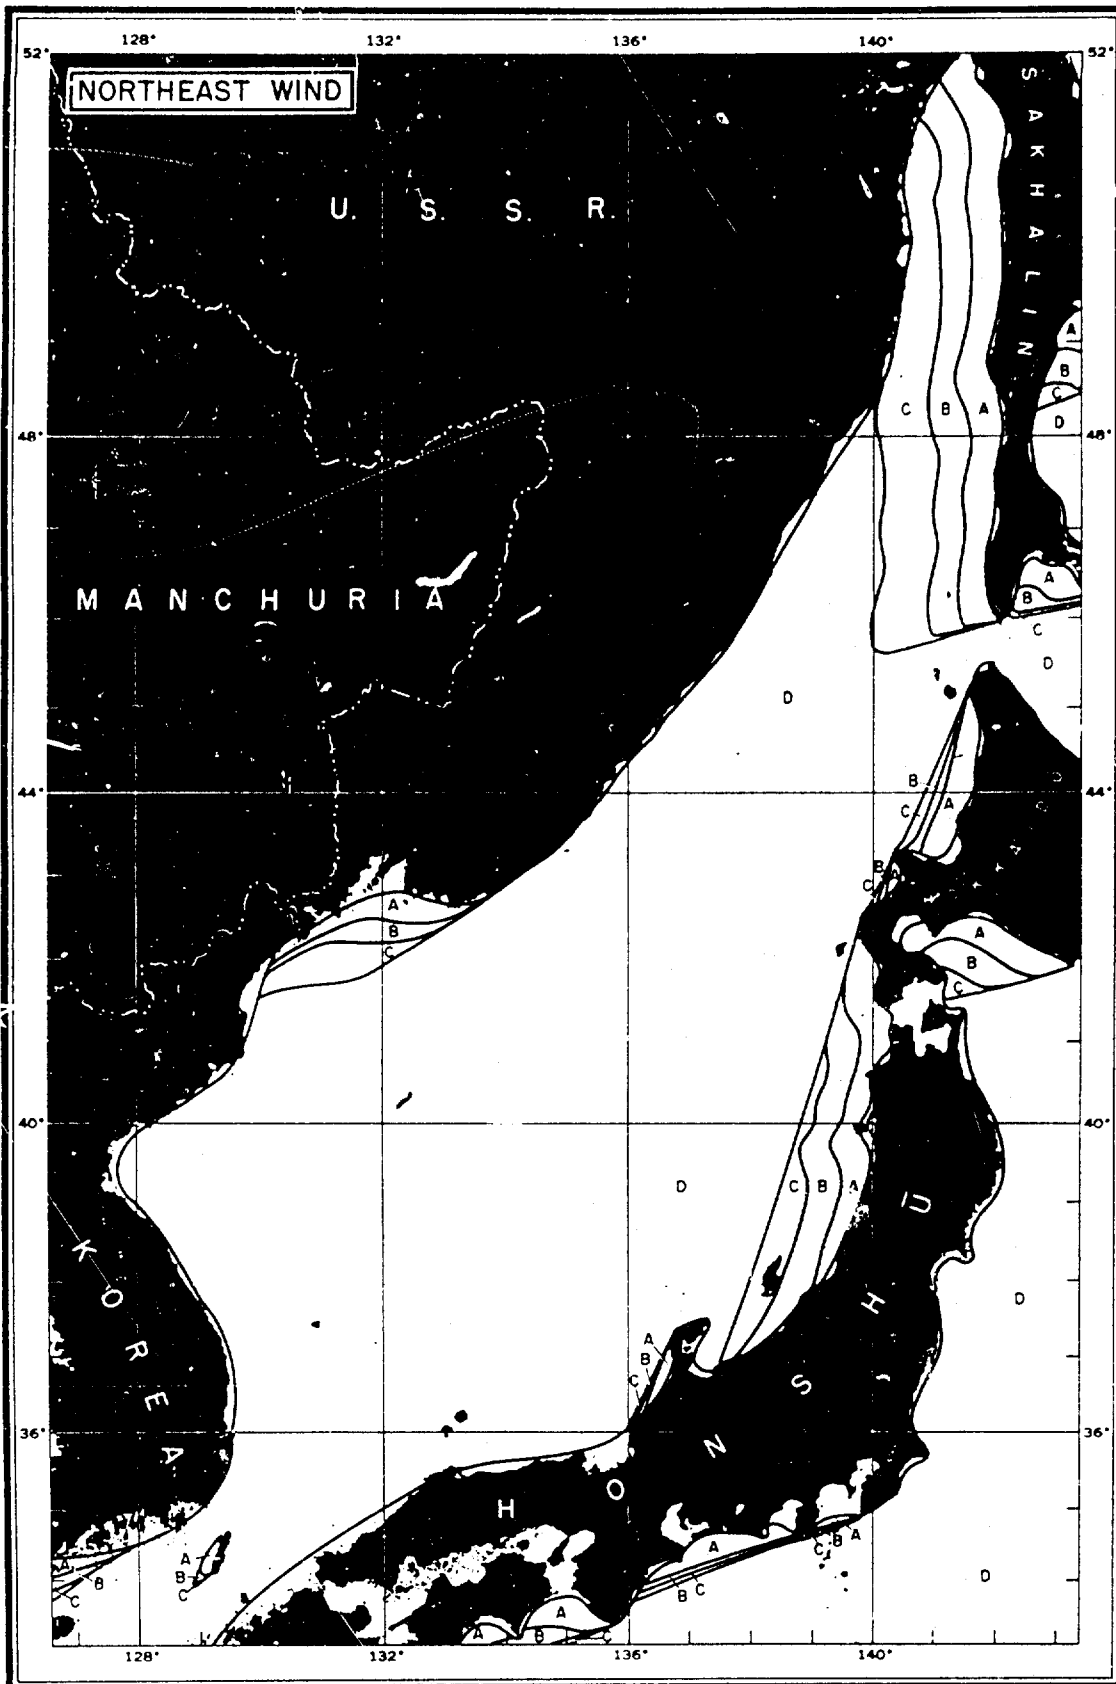 128° 132° 136° 140°
52° 52°
NORTHEAST WIND
U. S. S. R.
SAKHALIN
A
B
C
D
C B A
48° 48°
MANCHURIA
A
B
C
D
D
B
44° 44°
C A
B
C A
A
B
C
A
B
C
40° 40°
D
C B A
KOREA
HONSHU
D
A
B
C
36° 36°
A
B
C
A
B
C
A
B
C
C B A
D
A
B C
A
A
B C
128° 132° 136° 140°